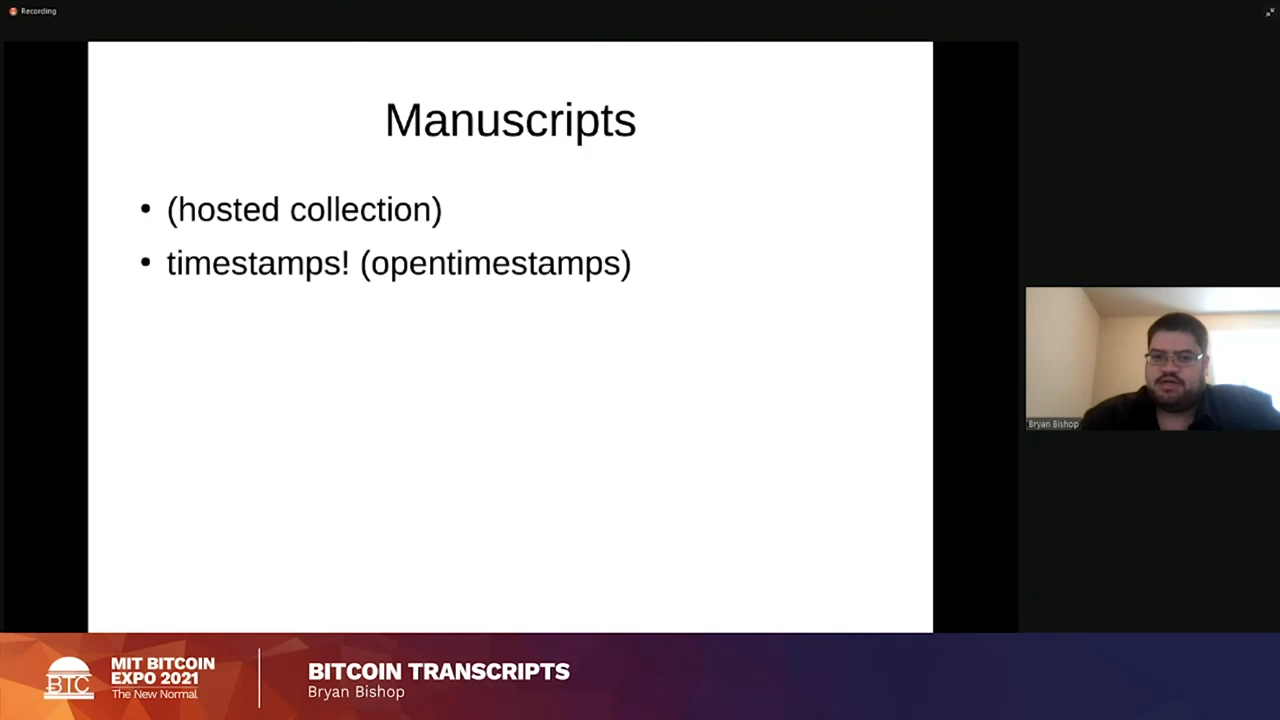 Recording
Manuscripts
• (hosted collection)
• timestamps! (opentimestamps)
Bryan Bishop
BTC
MIT BITCOIN
EXPO 2021
The New Normal
BITCOIN TRANSCRIPTS
Bryan Bishop